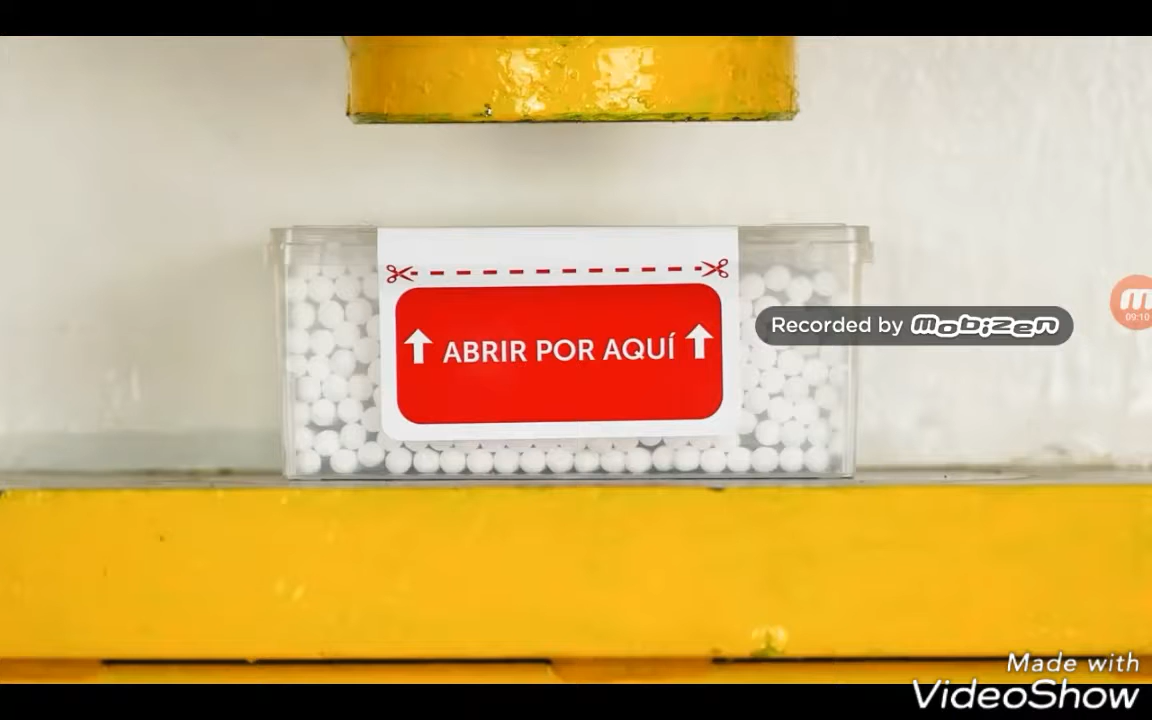 ABRIR POR AQUÍ
Recorded by mobizen
09:10
Made with
VideoShow